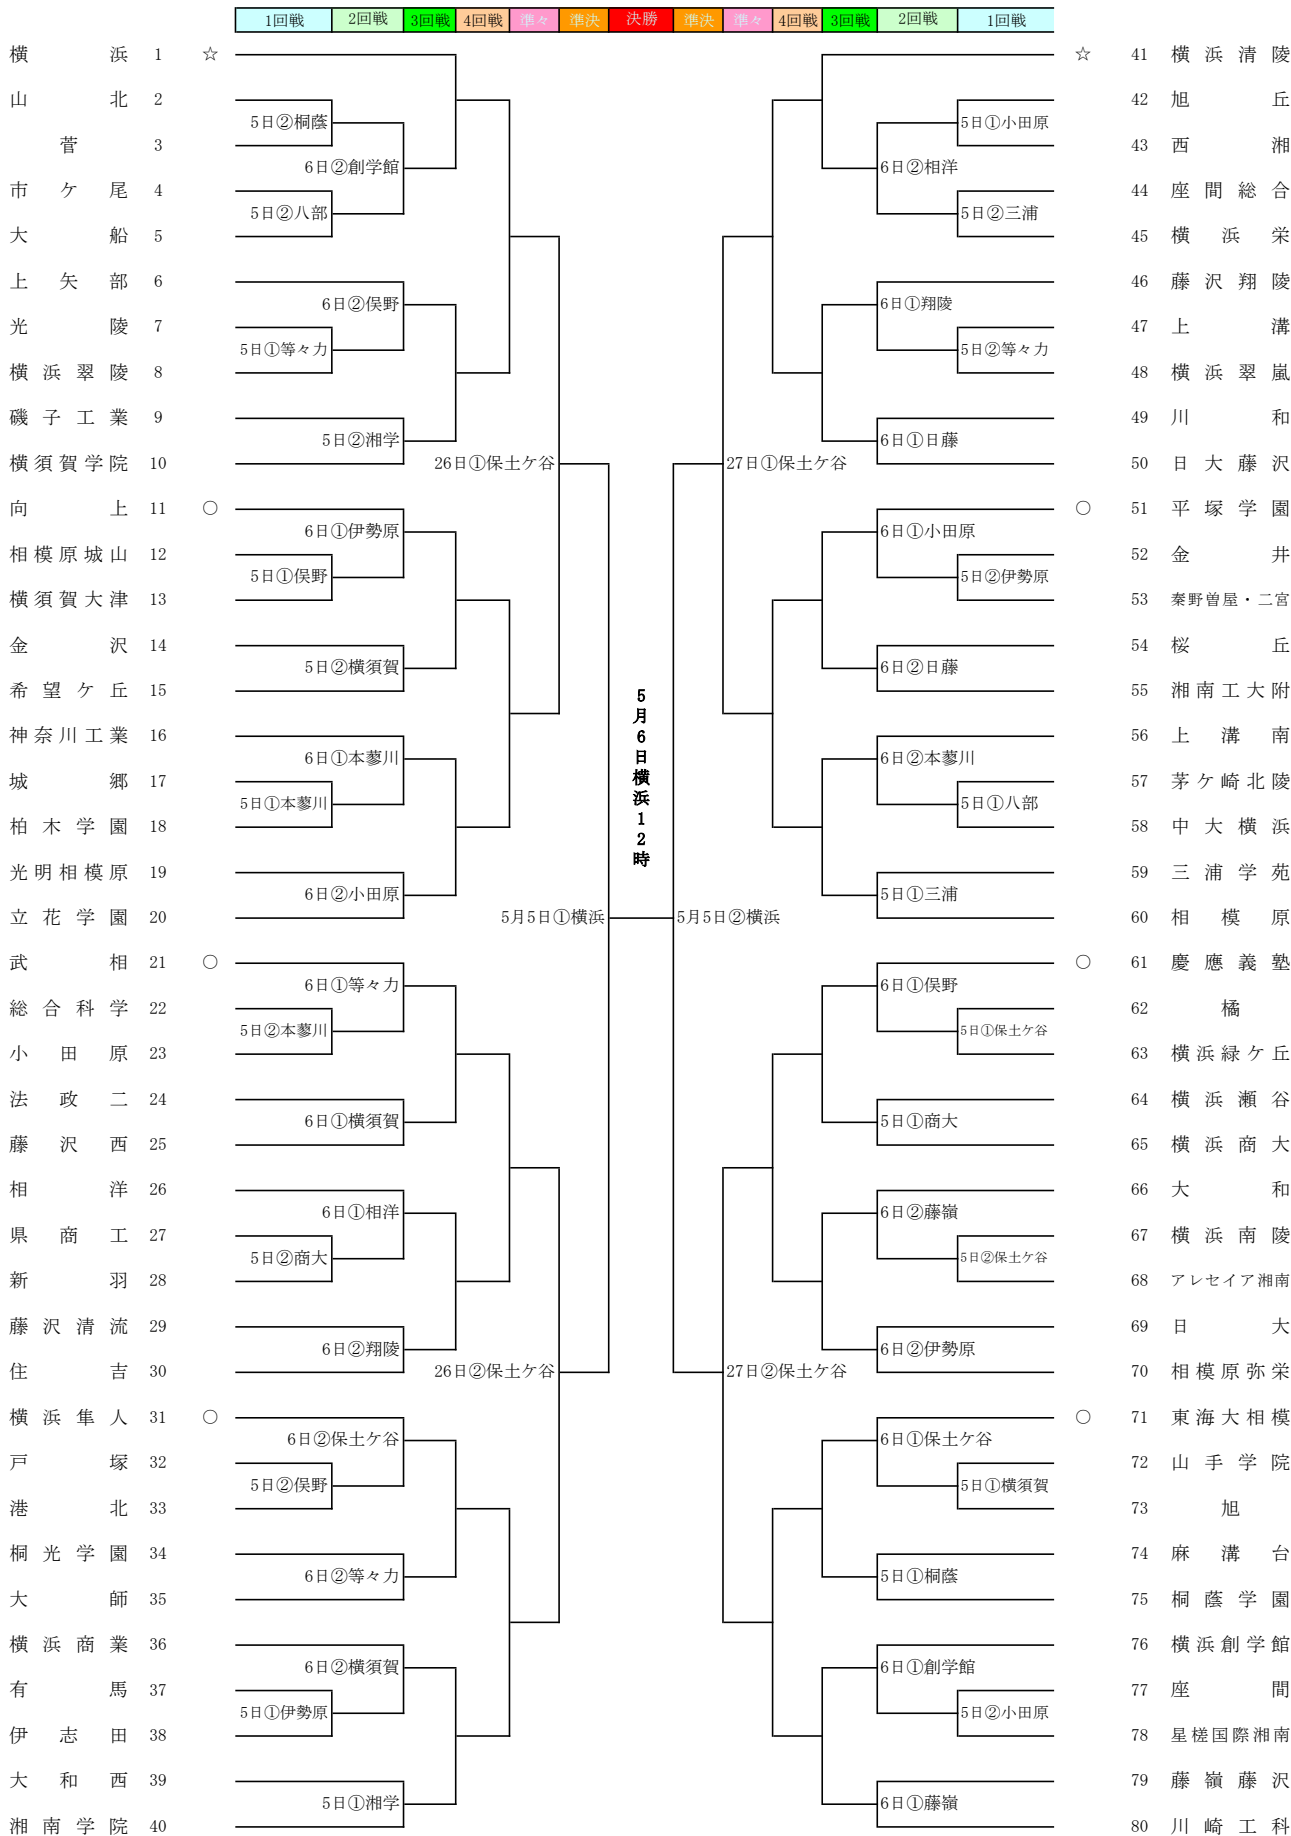 1回戦 2回戦 3回戦 4回戦 準々 準決 決勝 準決 準々 4回戦 3回戦 2回戦 1回戦
横浜 1 ☆
山北 2
5日②桐蔭
菅 3
6日②創学館
市ケ尾 4
5日②八部
大船 5
上矢部 6
6日②俣野
光陵 7
5日①等々力
横浜翠陵 8
磯子工業 9
5日②湘学
横須賀学院 10
26日①保土ケ谷
向上 11 ○
6日①伊勢原
相模原城山 12
5日①俣野
横須賀大津 13
金沢 14
5日②横須賀
希望ケ丘 15
神奈川工業 16
6日①本蓼川
城郷 17
5日①本蓼川
柏木学園 18
光明相模原 19
6日②小田原
立花学園 20
5月5日①横浜
武相 21 ○
6日①等々力
総合科学 22
5日②本蓼川
小田原 23
法政二 24
6日①横須賀
藤沢西 25
相洋 26
6日①相洋
県商工 27
5日②商大
新羽 28
藤沢清流 29
6日②翔陵
住吉 30
26日②保土ケ谷
横浜隼人 31 ○
6日②保土ケ谷
戸塚 32
5日②俣野
港北 33
桐光学園 34
6日②等々力
大師 35
横浜商業 36
6日②横須賀
有馬 37
5日①伊勢原
伊志田 38
大和西 39
5日①湘学
湘南学院 40
5月6日横浜12時
☆ 41 横浜清陵
42 旭丘
5日①小田原
43 西湘
6日②相洋
44 座間総合
5日②三浦
45 横浜栄
46 藤沢翔陵
6日①翔陵
47 上溝
5日②等々力
48 横浜翠嵐
49 川和
6日①日藤
50 日大藤沢
27日①保土ケ谷
○ 51 平塚学園
6日①小田原
52 金井
5日②伊勢原
53 秦野曽屋・二宮
54 桜丘
6日②日藤
55 湘南工大附
56 上溝南
6日②本蓼川
57 茅ケ崎北陵
5日①八部
58 中大横浜
59 三浦学苑
5日①三浦
60 相模原
5月5日②横浜
○ 61 慶應義塾
6日①俣野
62 橘
5日①保土ケ谷
63 横浜緑ケ丘
64 横浜瀬谷
5日①商大
65 横浜商大
66 大和
6日②藤嶺
67 横浜南陵
5日②保土ケ谷
68 アレセイア湘南
69 日大
6日②伊勢原
70 相模原弥栄
27日②保土ケ谷
○ 71 東海大相模
6日①保土ケ谷
72 山手学院
5日①横須賀
73 旭
74 麻溝台
5日①桐蔭
75 桐蔭学園
76 横浜創学館
6日①創学館
77 座間
5日②小田原
78 星槎国際湘南
79 藤嶺藤沢
6日①藤嶺
80 川崎工科